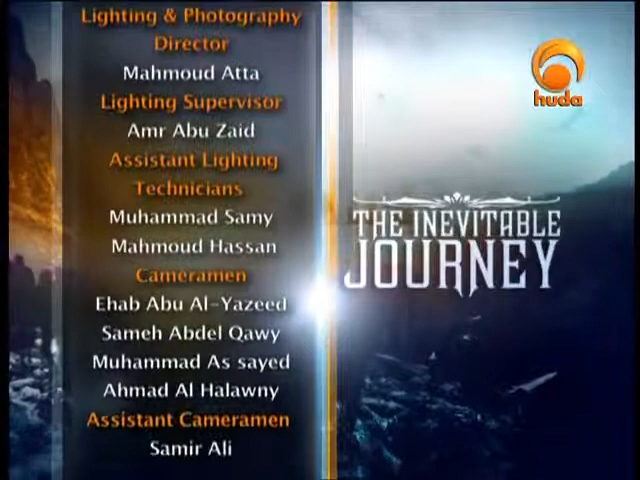 Lighting & Photography
Director
Mahmoud Atta
Lighting Supervisor
Amr Abu Zaid
Assistant Lighting
Technicians
Muhammad Samy
Mahmoud Hassan
Cameramen
Ehab Abu Al-Yazeed
Sameh Abdel Qawy
Muhammad As sayed
Ahmad Al Halawny
Assistant Cameramen
Samir Ali
huda
THE INEVITABLE
JOURNEY